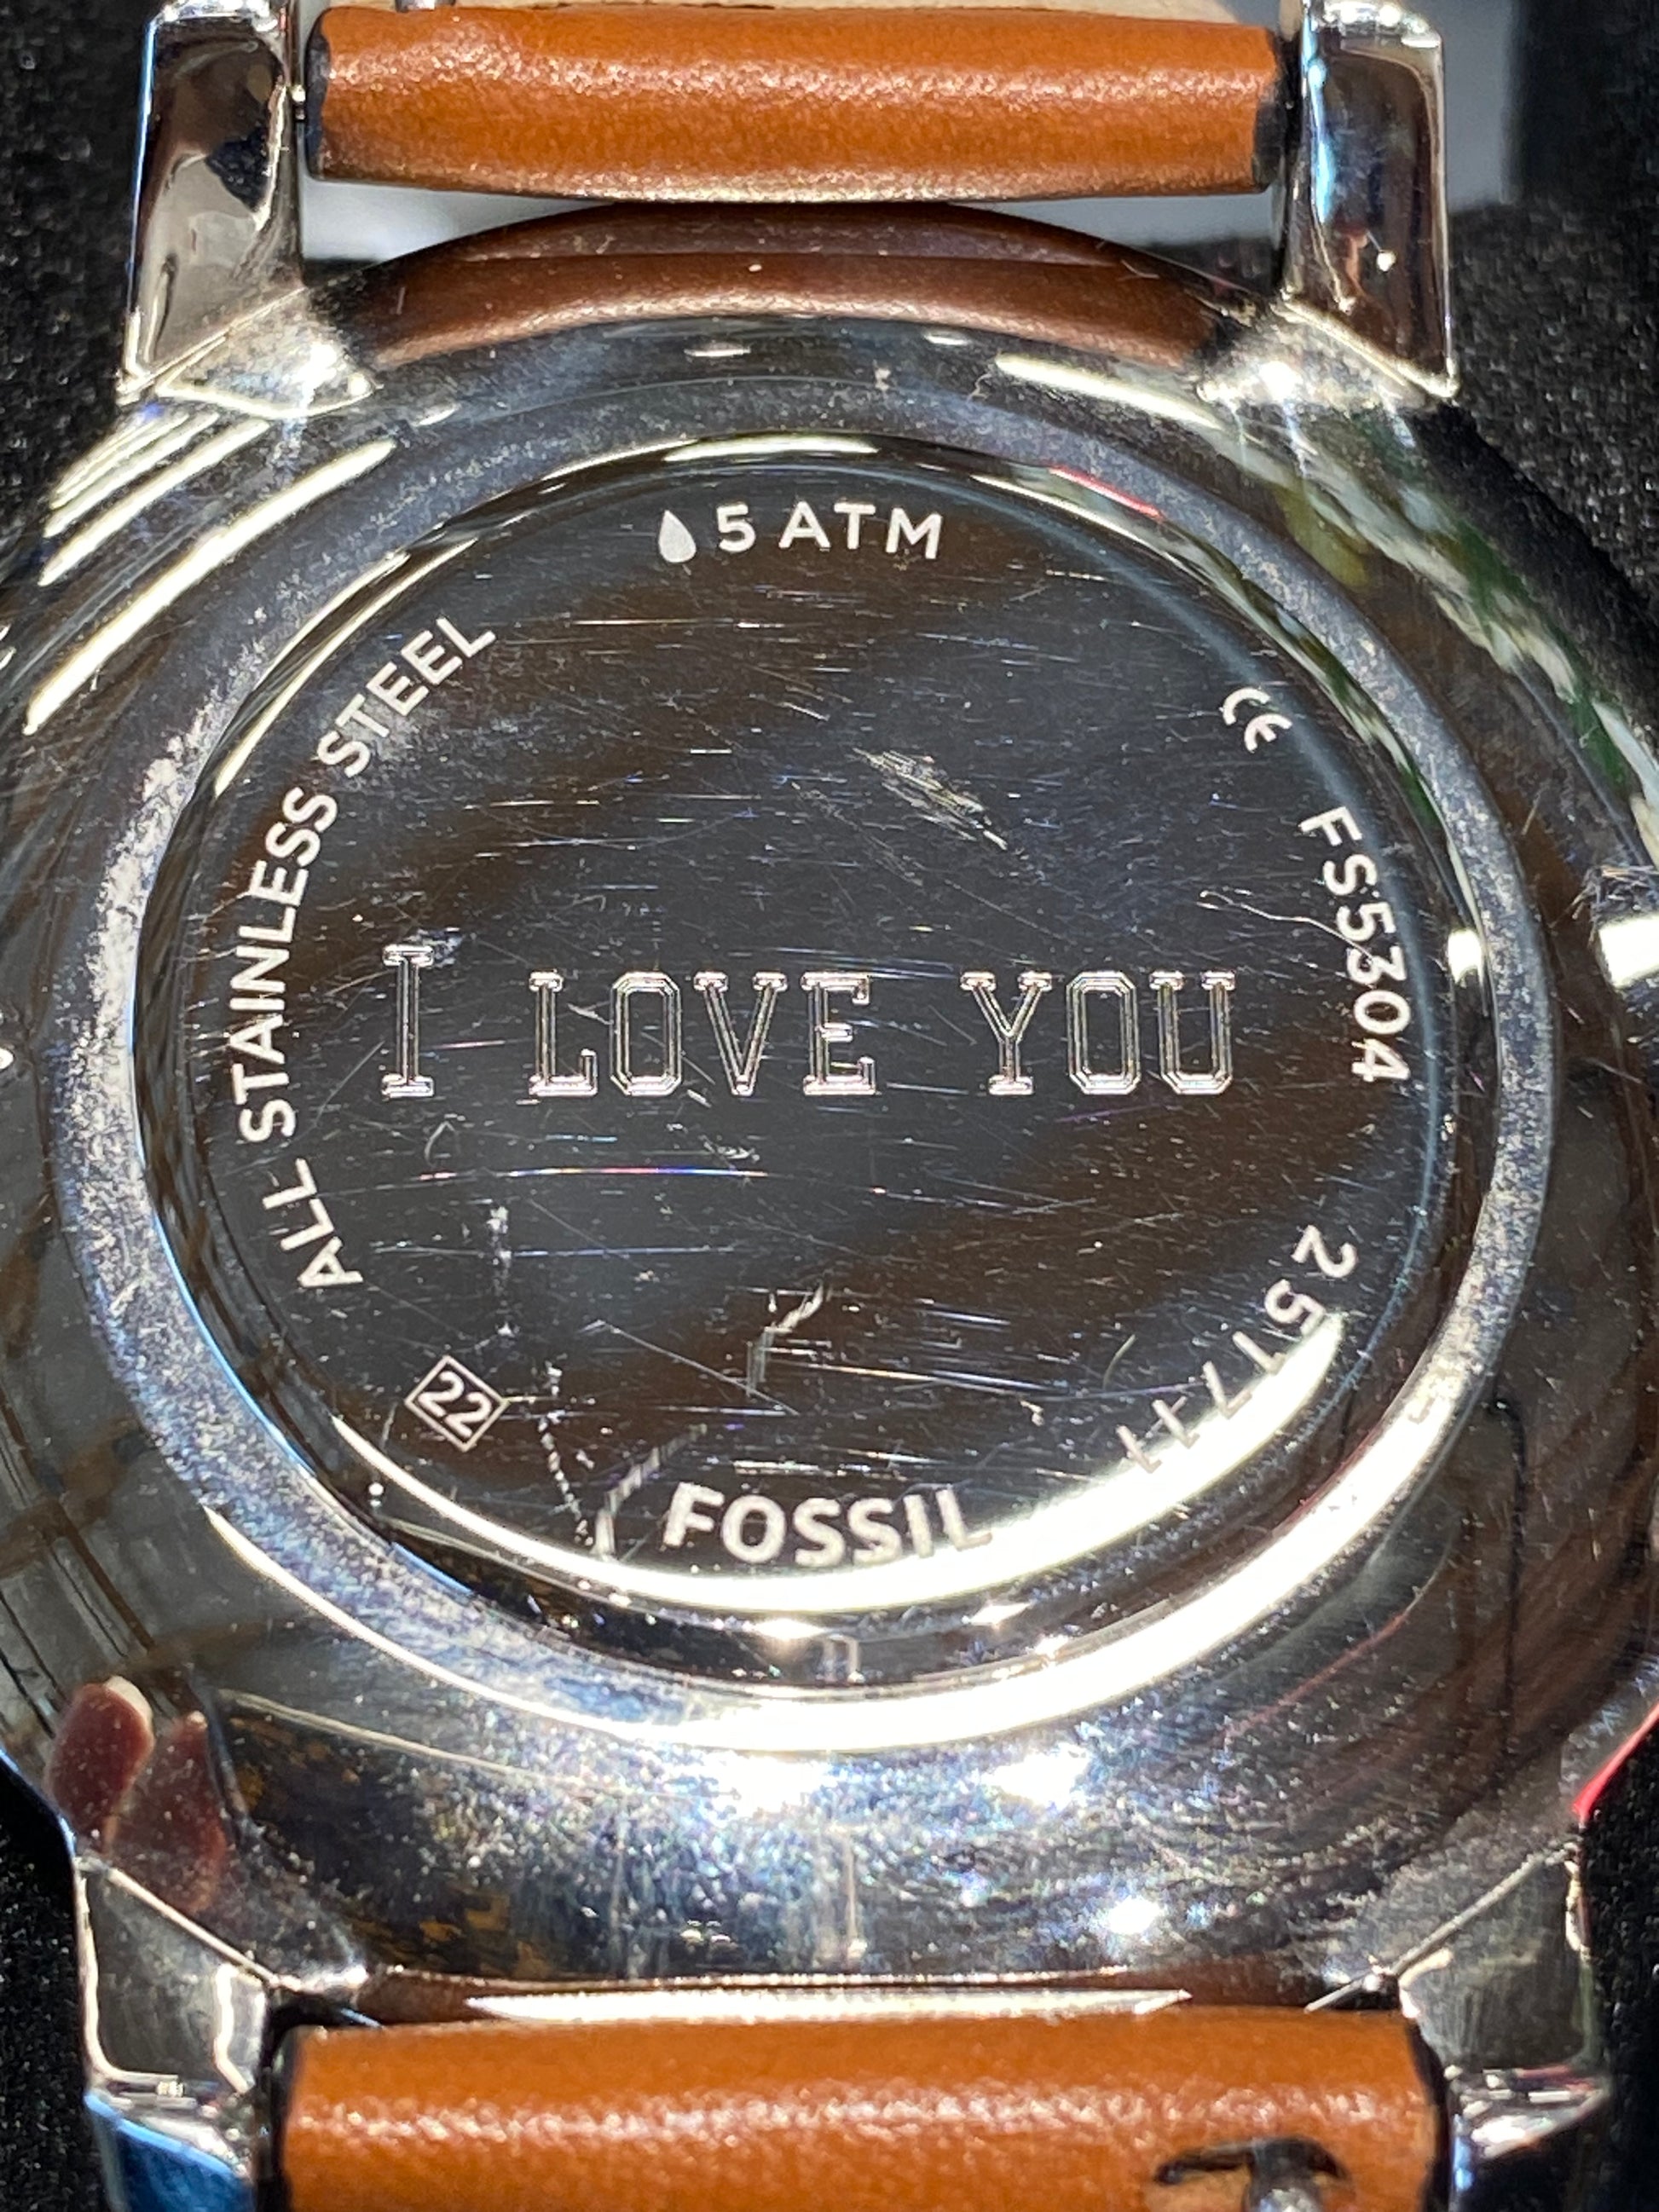 5 ATM
ALL STAINLESS STEEL
CE
FS5304
I LOVE YOU
251711
22
FOSSIL